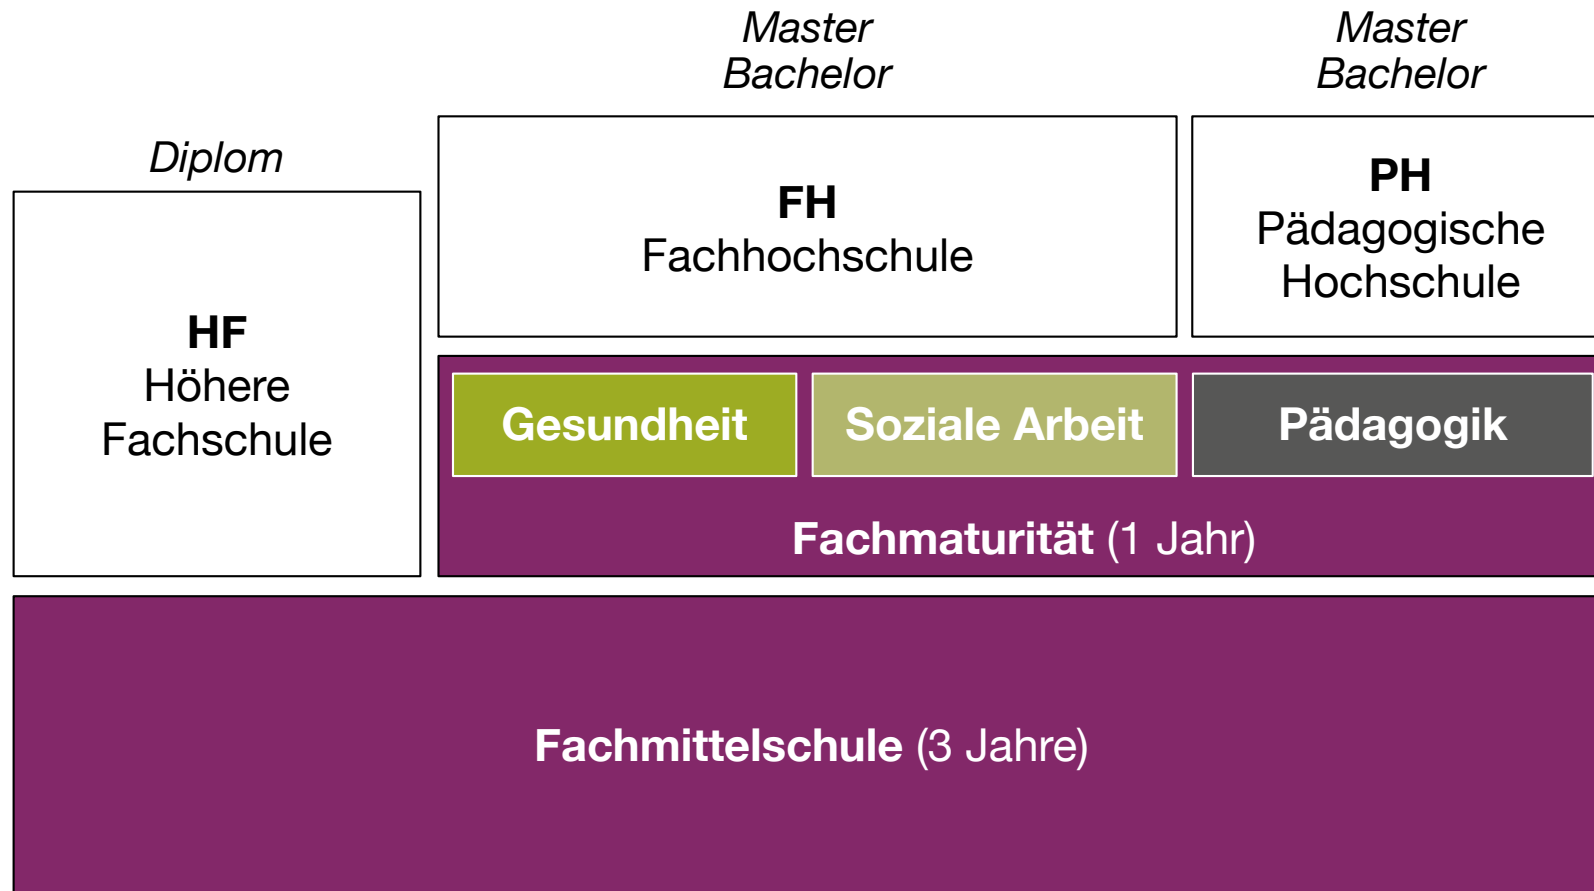 Master
Bachelor
Master
Bachelor
Diplom
HF
Höhere
Fachschule
FH
Fachhochschule
PH
Pädagogische
Hochschule
Gesundheit
Soziale Arbeit
Pädagogik
Fachmaturität (1 Jahr)
Fachmittelschule (3 Jahre)